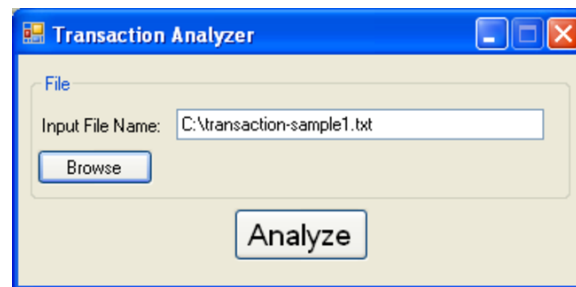 Transaction Analyzer
File
Input File Name: C:\transaction-sample1.txt
Browse
Analyze